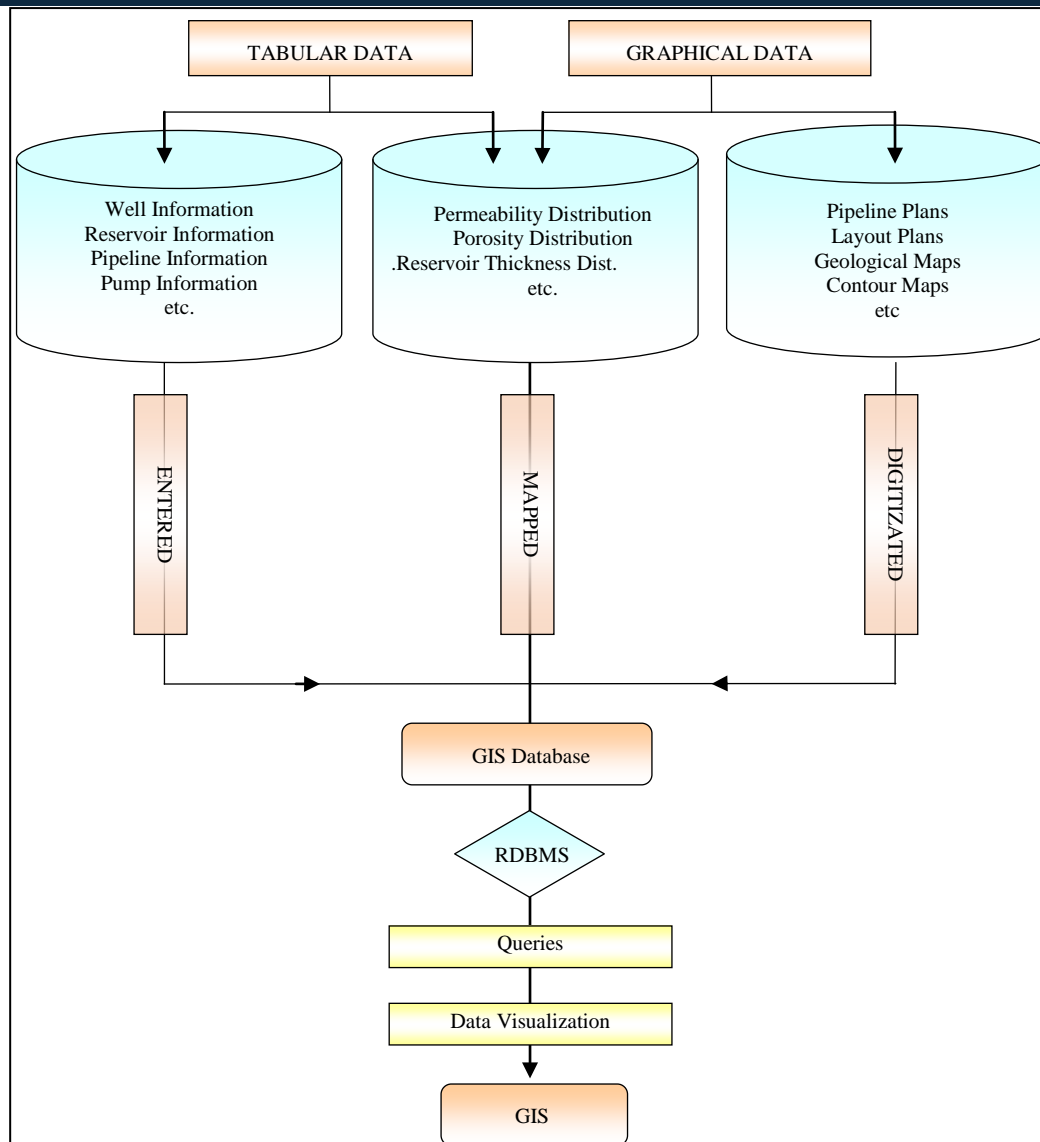 TABULAR DATA
GRAPHICAL DATA
Well Information
Reservoir Information
Pipeline Information
Pump Information
etc.
Permeability Distribution
Porosity Distribution
.Reservoir Thickness Dist.
etc.
Pipeline Plans
Layout Plans
Geological Maps
Contour Maps
etc
ENTERED
MAPPED
DIGITIZATED
GIS Database
RDBMS
Queries
Data Visualization
GIS